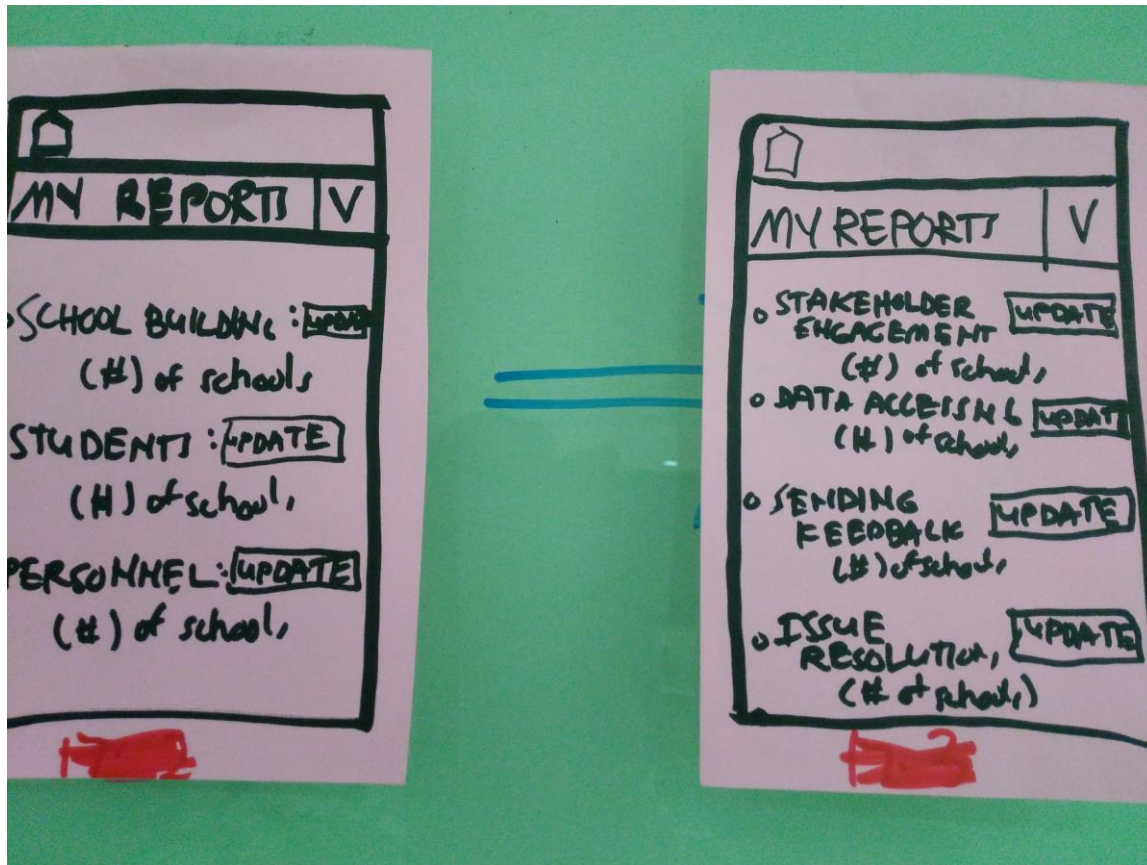 MY REPORTS V
SCHOOL BUILDING : UPDATE
(#) of schools
STUDENTS : UPDATE
(#) of schools
PERSONNEL : UPDATE
(#) of schools
MY REPORTS V
STAKEHOLDER UPDATE
ENGAGEMENT
(#) of schools
DATA ACCESSING UPDATE
(#) of schools
SENDING UPDATE
FEEDBACK
(#) of schools
ISSUE UPDATE
RESOLUTION,
(# of schools)